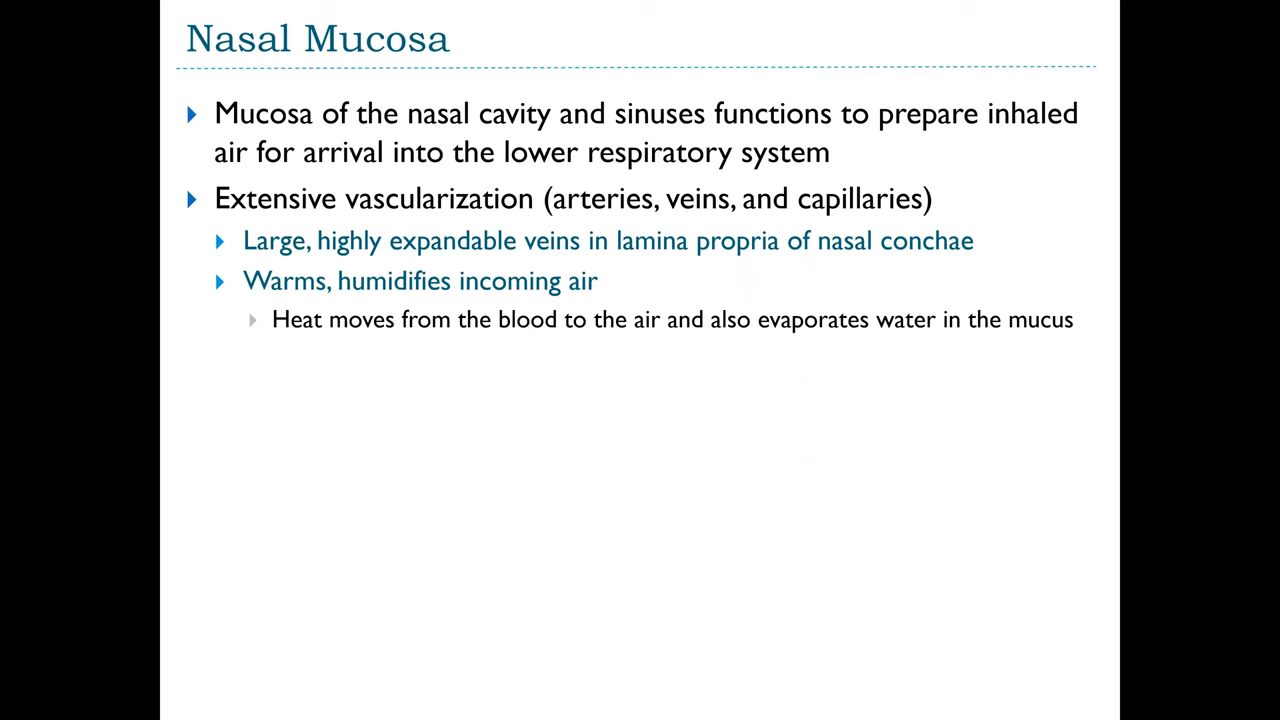 Nasal Mucosa
Mucosa of the nasal cavity and sinuses functions to prepare inhaled
air for arrival into the lower respiratory system
Extensive vascularization (arteries, veins, and capillaries)
Large, highly expandable veins in lamina propria of nasal conchae
Warms, humidifies incoming air
Heat moves from the blood to the air and also evaporates water in the mucus